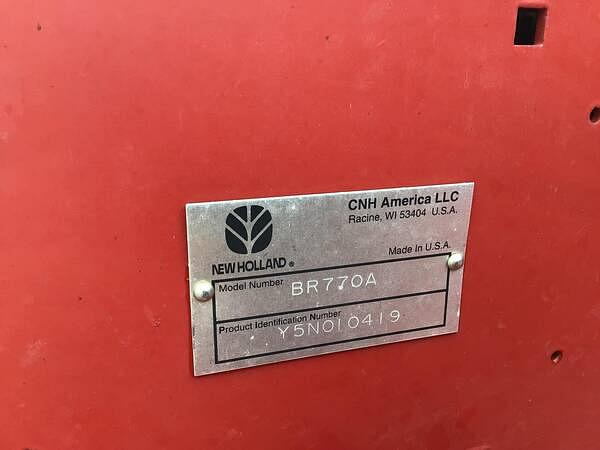 CNH America LLC
Racine, WI 53404 U.S.A.
NEW HOLLAND ®
Made in U.S.A.
Model Number
BR770A
Product Identification Number
Y5N010419